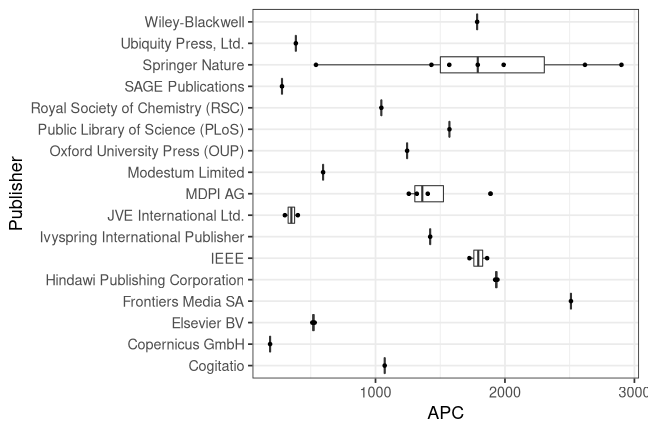 Wiley-Blackwell
Ubiquity Press, Ltd.
Springer Nature
SAGE Publications
Royal Society of Chemistry (RSC)
Public Library of Science (PLoS)
Oxford University Press (OUP)
Modestum Limited
MDPI AG
JVE International Ltd.
Ivyspring International Publisher
IEEE
Hindawi Publishing Corporation
Frontiers Media SA
Elsevier BV
Copernicus GmbH
Cogitatio
Publisher
1000 2000 3000
APC